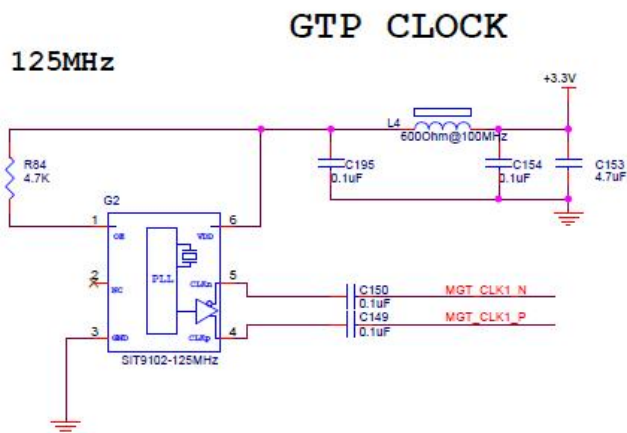 GTP CLOCK
125MHz
+3.3V
L4
600Ohm@100MHz
R84
4.7K
C195
0.1uF
C154
0.1uF
C153
4.7uF
G2
1
OE
VDD
6
2
NC
PLL
CLKn
5
C150
0.1uF
MGT_CLK1_N
3
GND
CLKp
4
C149
0.1uF
MGT_CLK1_P
SIT9102-125MHz